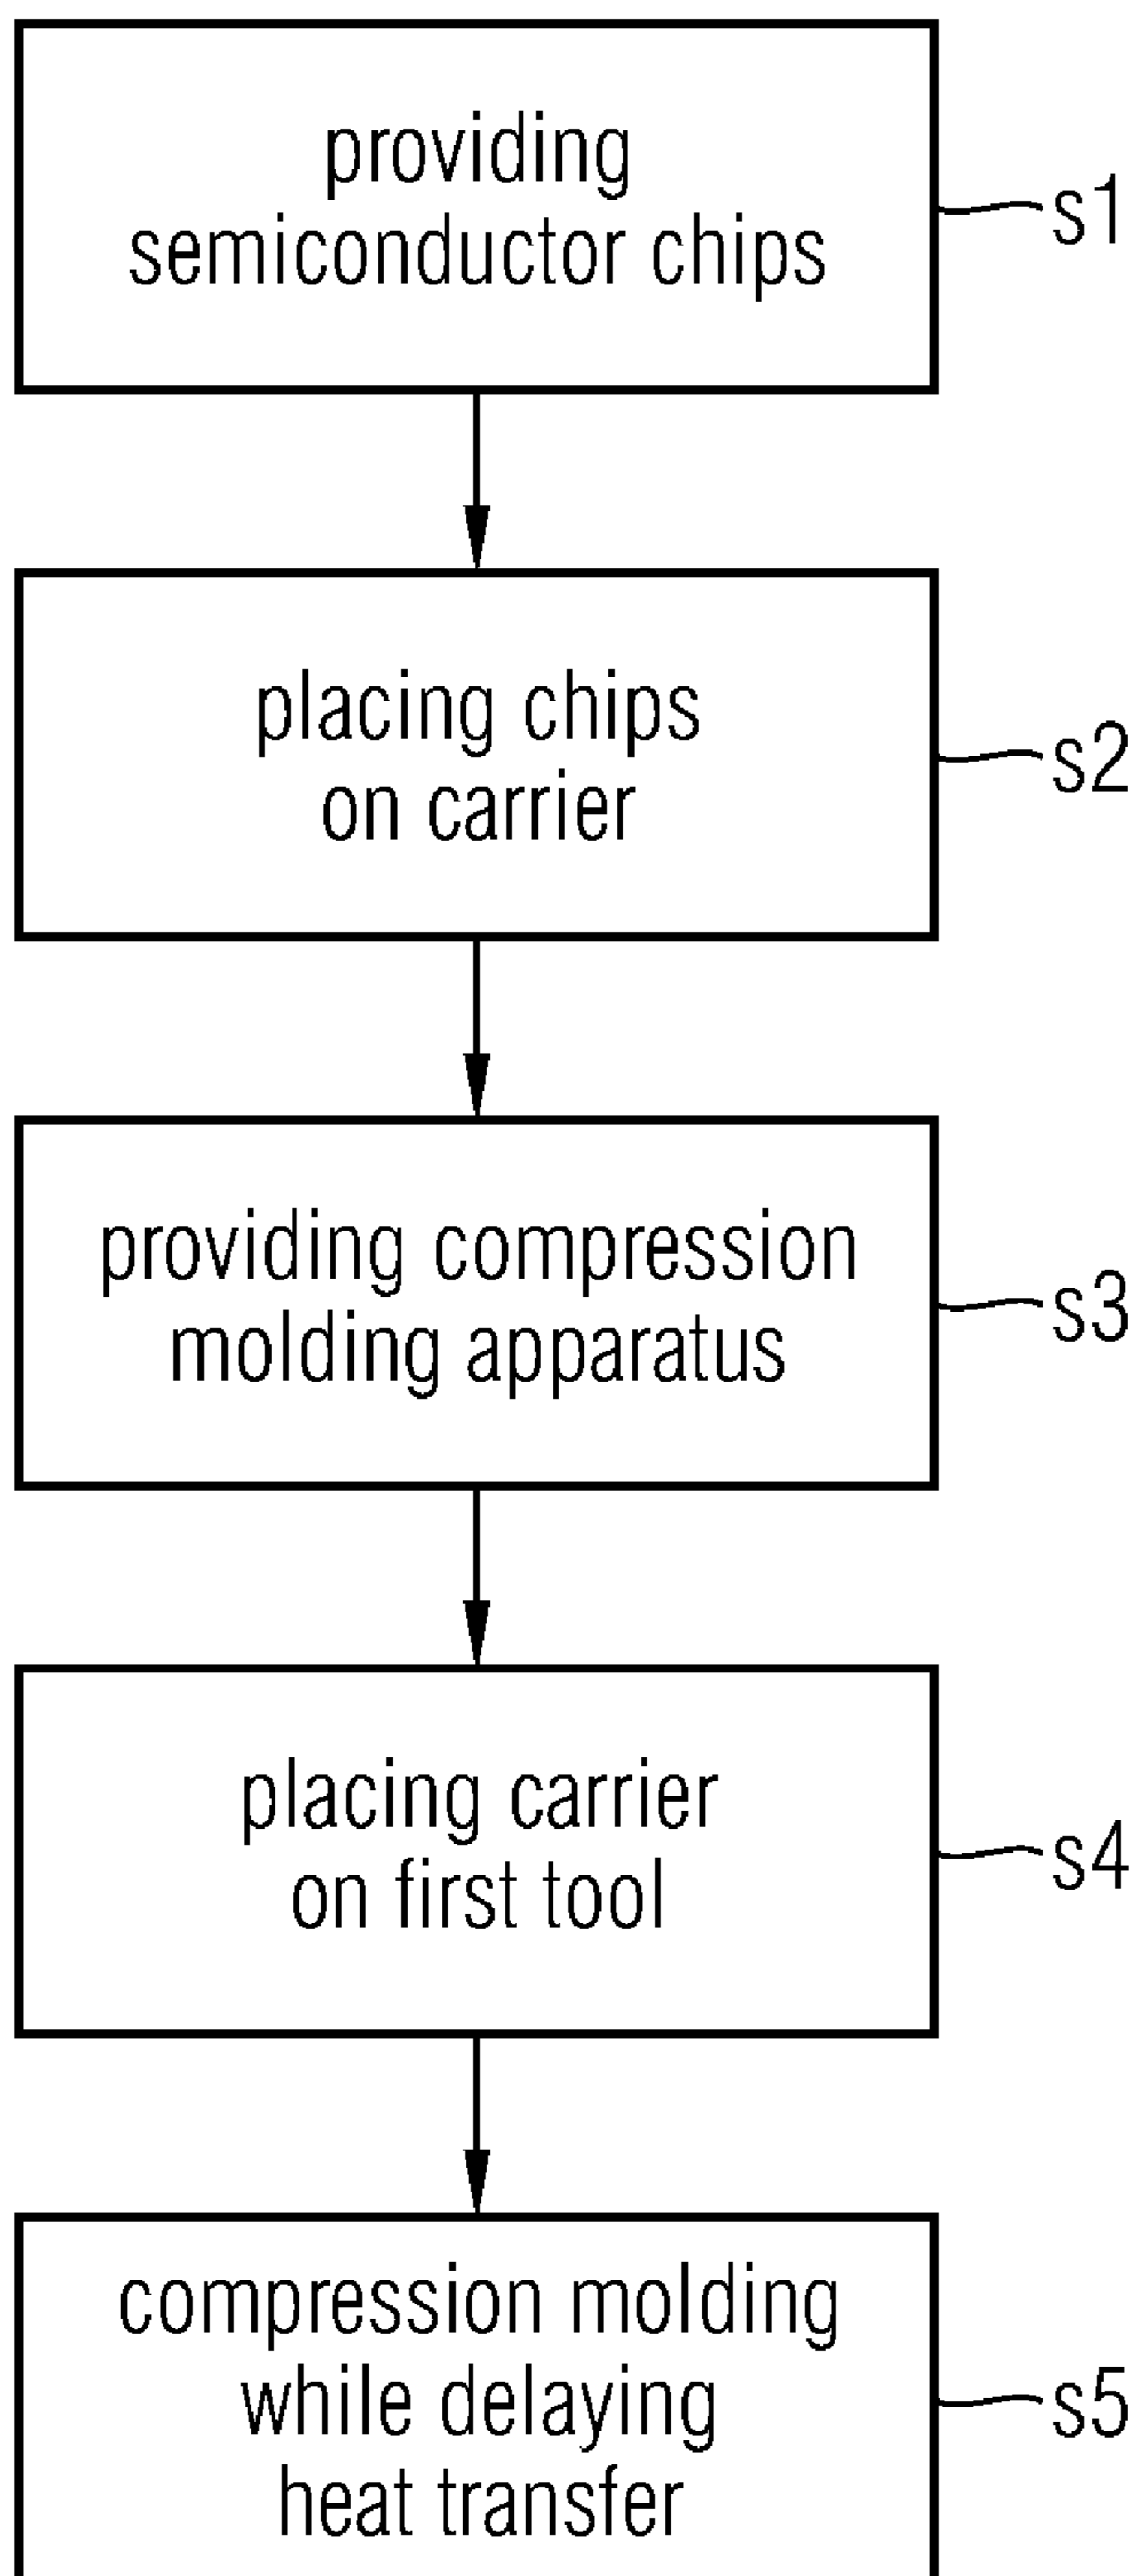 providing
semiconductor chips
s1
placing chips
on carrier
s2
providing compression
molding apparatus
s3
placing carrier
on first tool
s4
compression molding
while delaying
heat transfer
s5